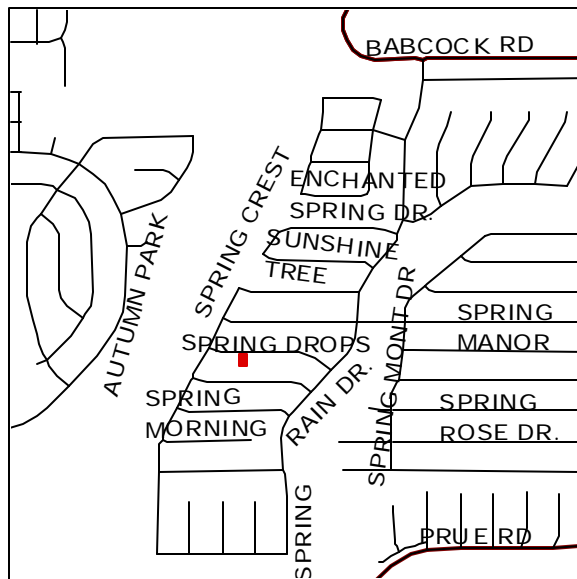 BABCOCK RD
ENCHANTED
SPRING DR.
SPRING CREST
SUNSHINE
TREE
AUTUMN PARK
SPRING DROPS
SPRING
MANOR
SPRING MONT DR
RAIN DR.
SPRING
MORNING
SPRING
ROSE DR.
SPRING
PRUE RD